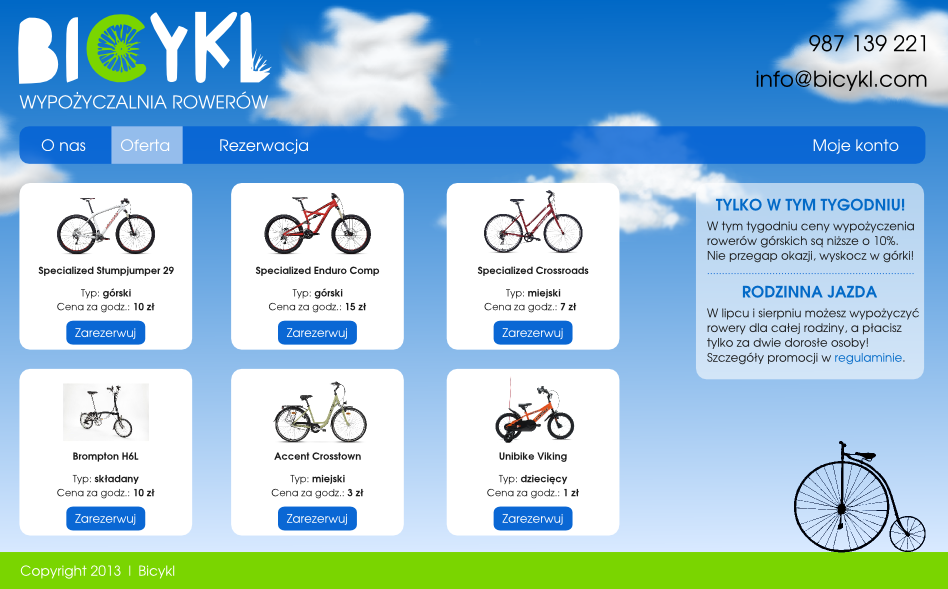 BICYKL
WYPOŻYCZALNIA ROWERÓW
987 139 221
info@bicykl.com
O nas
Oferta
Rezerwacja
Moje konto
Specialized Stumpjumper 29
Typ: górski
Cena za godz.: 10 zł
Zarezerwuj
Specialized Enduro Comp
Typ: górski
Cena za godz.: 15 zł
Zarezerwuj
Specialized Crossroads
Typ: miejski
Cena za godz.: 7 zł
Zarezerwuj
Brompton H6L
Typ: składany
Cena za godz.: 10 zł
Zarezerwuj
Accent Crosstown
Typ: miejski
Cena za godz.: 3 zł
Zarezerwuj
Unibike Viking
Typ: dziecięcy
Cena za godz.: 1 zł
Zarezerwuj
TYLKO W TYM TYGODNIU!
W tym tygodniu ceny wypożyczenia
rowerów górskich są niższe o 10%.
Nie przegap okazji, wyskocz w górki!
RODZINNA JAZDA
W lipcu i sierpniu możesz wypożyczyć
rowery dla całej rodziny, a płacisz
tylko za dwie dorosłe osoby!
Szczegóły promocji w regulaminie.
Copyright 2013 | Bicykl